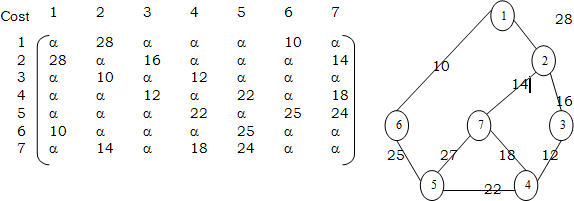 Cost 1 2 3 4 5 6 7
1 α 28 α α α 10 α
2 28 α 16 α α α 14
3 α 10 α 12 α α α
4 α α 12 α 22 α 18
5 α α α 22 α 25 24
6 10 α α α 25 α α
7 α 14 α 18 24 α α
1 28
2
10
14
16
6 7 3
25 27 18 12
5 4
22